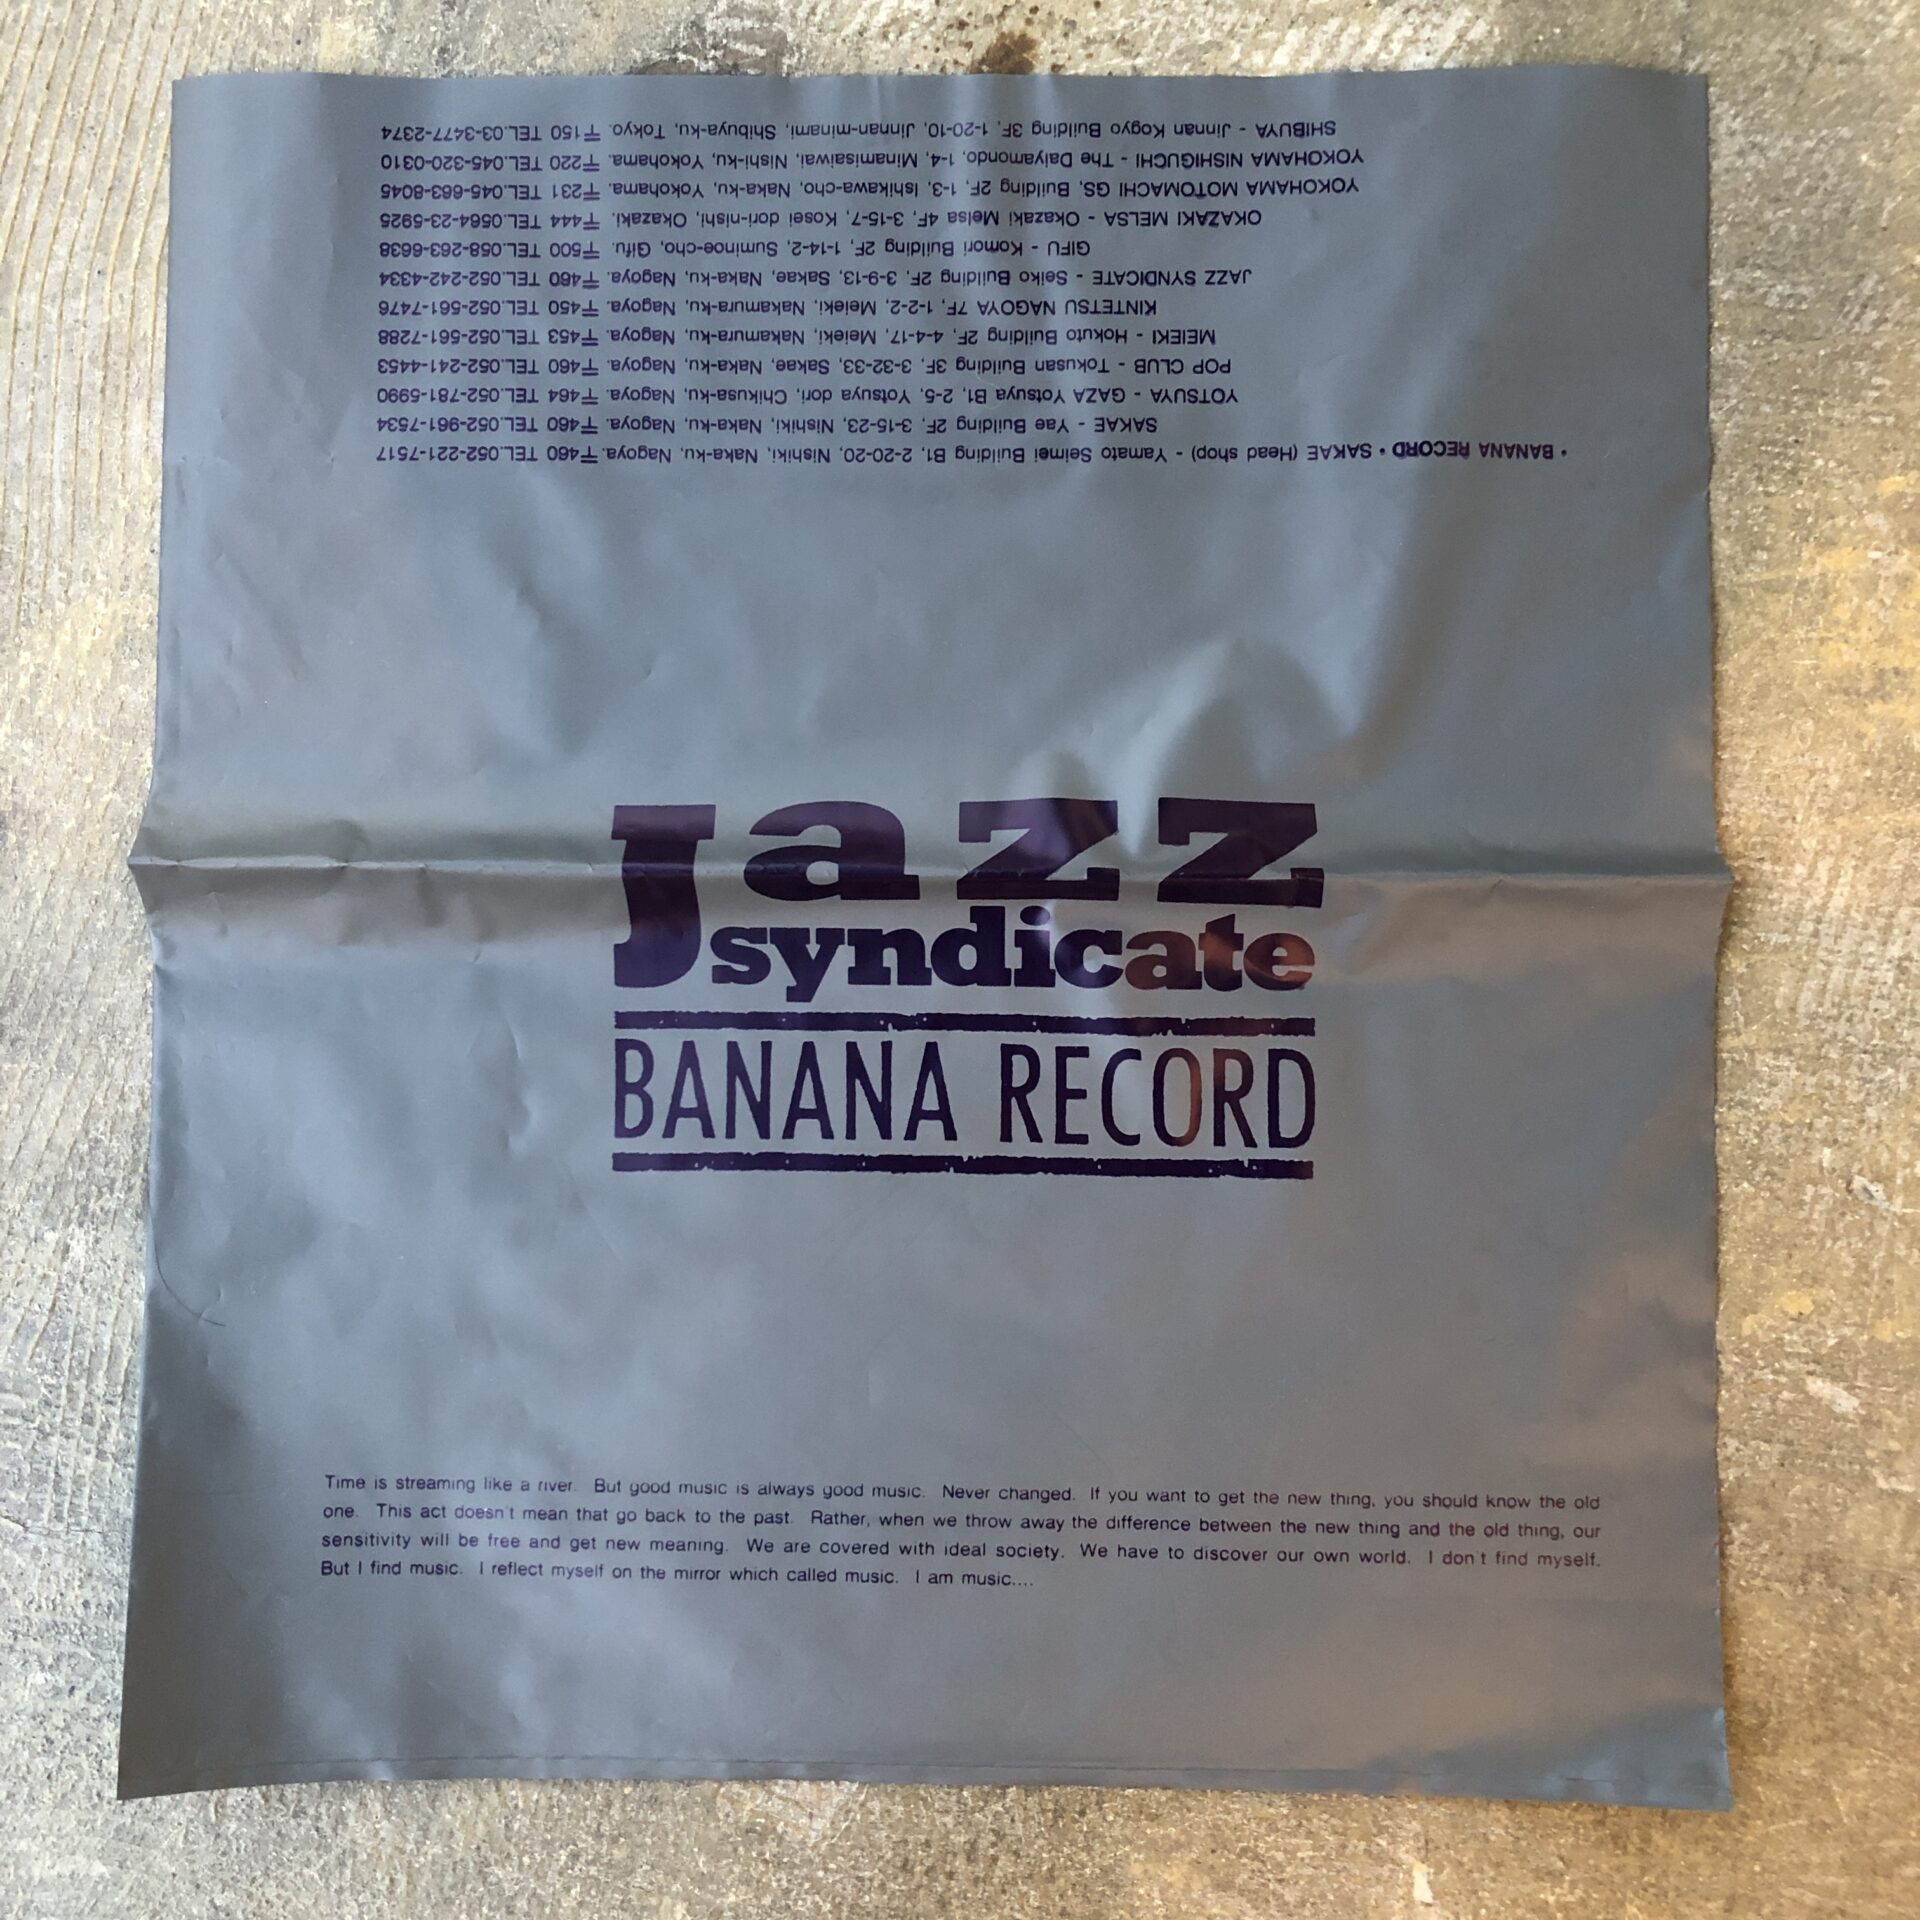 • BANANA RECORD • SAKAE (Head shop) - Yamato Seimei Building B1, 2-20-20, Nishiki, Naka-ku, Nagoya. 〒460 TEL.052-221-7517
SAKAE - Yae Building 2F, 3-15-23, Nishiki, Naka-ku, Nagoya. 〒460 TEL.052-961-7534
YOTSUYA - GAZA Yotsuya B1, 2-5, Yotsuya dori, Chikusa-ku, Nagoya. 〒464 TEL.052-781-5990
POP CLUB - Tokusan Building 3F, 3-32-33, Sakae, Naka-ku, Nagoya. 〒460 TEL.052-241-4453
MEIEKI - Hokuto Building 2F, 4-4-17, Meieki, Nakamura-ku, Nagoya. 〒453 TEL.052-561-7288
KINTETSU NAGOYA 7F, 1-2-2, Meieki, Nakamura-ku, Nagoya. 〒450 TEL.052-561-7476
JAZZ SYNDICATE - Seiko Building 2F, 3-9-13, Sakae, Naka-ku, Nagoya. 〒460 TEL.052-242-4334
GIFU - Komori Building 2F, 1-14-2, Suminoe-cho, Gifu. 〒500 TEL.058-263-6638
OKAZAKI MELSA - Okazaki Melsa 4F, 3-15-7, Kosei dori-nishi, Okazaki. 〒444 TEL.0564-23-5925
YOKOHAMA MOTOMACHI GS, Building 2F, 1-3, Ishikawa-cho, Naka-ku, Yokohama. 〒231 TEL.045-663-8045
YOKOHAMA NISHIGUCHI - The Daiyamondo, 1-4, Minamisaiwai, Nishi-ku, Yokohama. 〒220 TEL.045-320-0310
SHIBUYA - Jinnan Kogyo Building 3F, 1-20-10, Jinnan-minami, Shibuya-ku, Tokyo. 〒150 TEL.03-3477-2374
Jazz
syndicate
BANANA RECORD
Time is streaming like a river. But good music is always good music. Never changed. If you want to get the new thing, you should know the old
one. This act doesn't mean that go back to the past. Rather, when we throw away the difference between the new thing and the old thing, our
sensitivity will be free and get new meaning. We are covered with ideal society. We have to discover our own world. I don't find myself.
But I find music. I reflect myself on the mirror which called music. I am music....